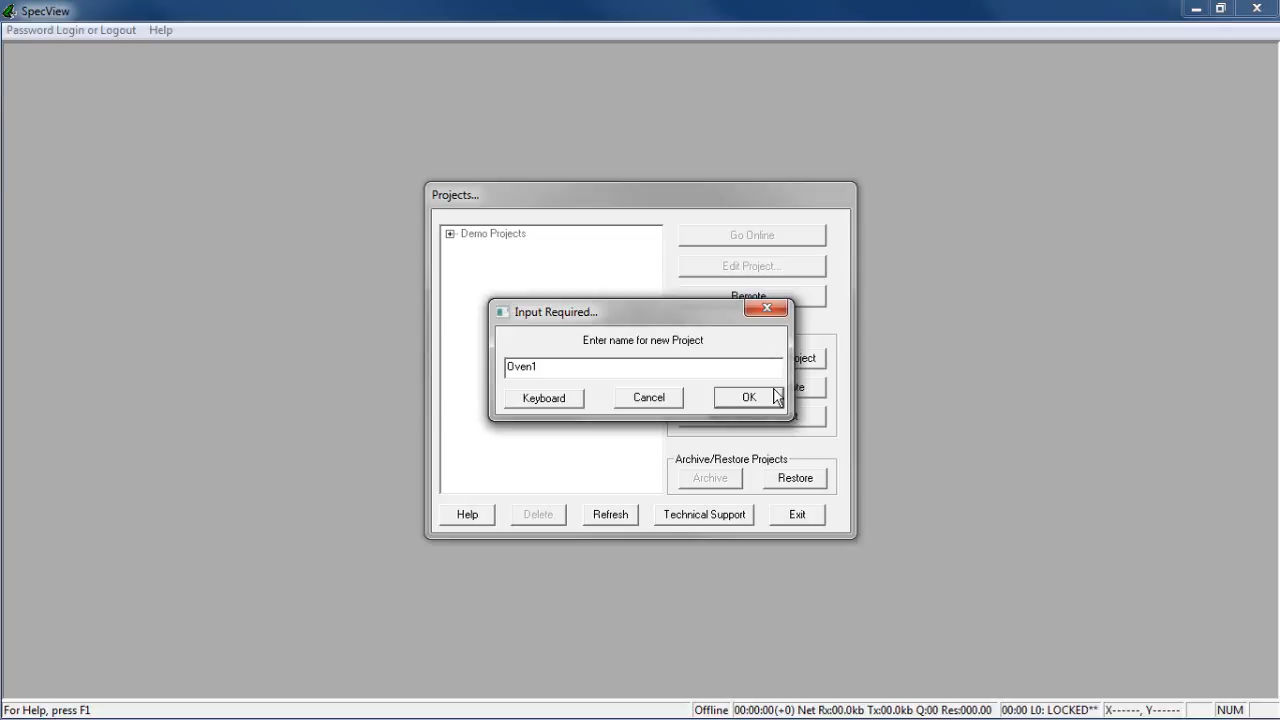 SpecView
Password Login or Logout Help
Projects...
Demo Projects
Go Online
Edit Project...
Remote
Input Required...
Enter name for new Project
Oven1
Keyboard Cancel OK
Archive/Restore Projects
Archive Restore
Help Delete Refresh Technical Support Exit
For Help, press F1 Offline 00:00:00(+0) Net Rx:00.0kb Tx:00.0kb Q:00 Res:000.00 00:00 L0: LOCKED** X------, Y------ NUM